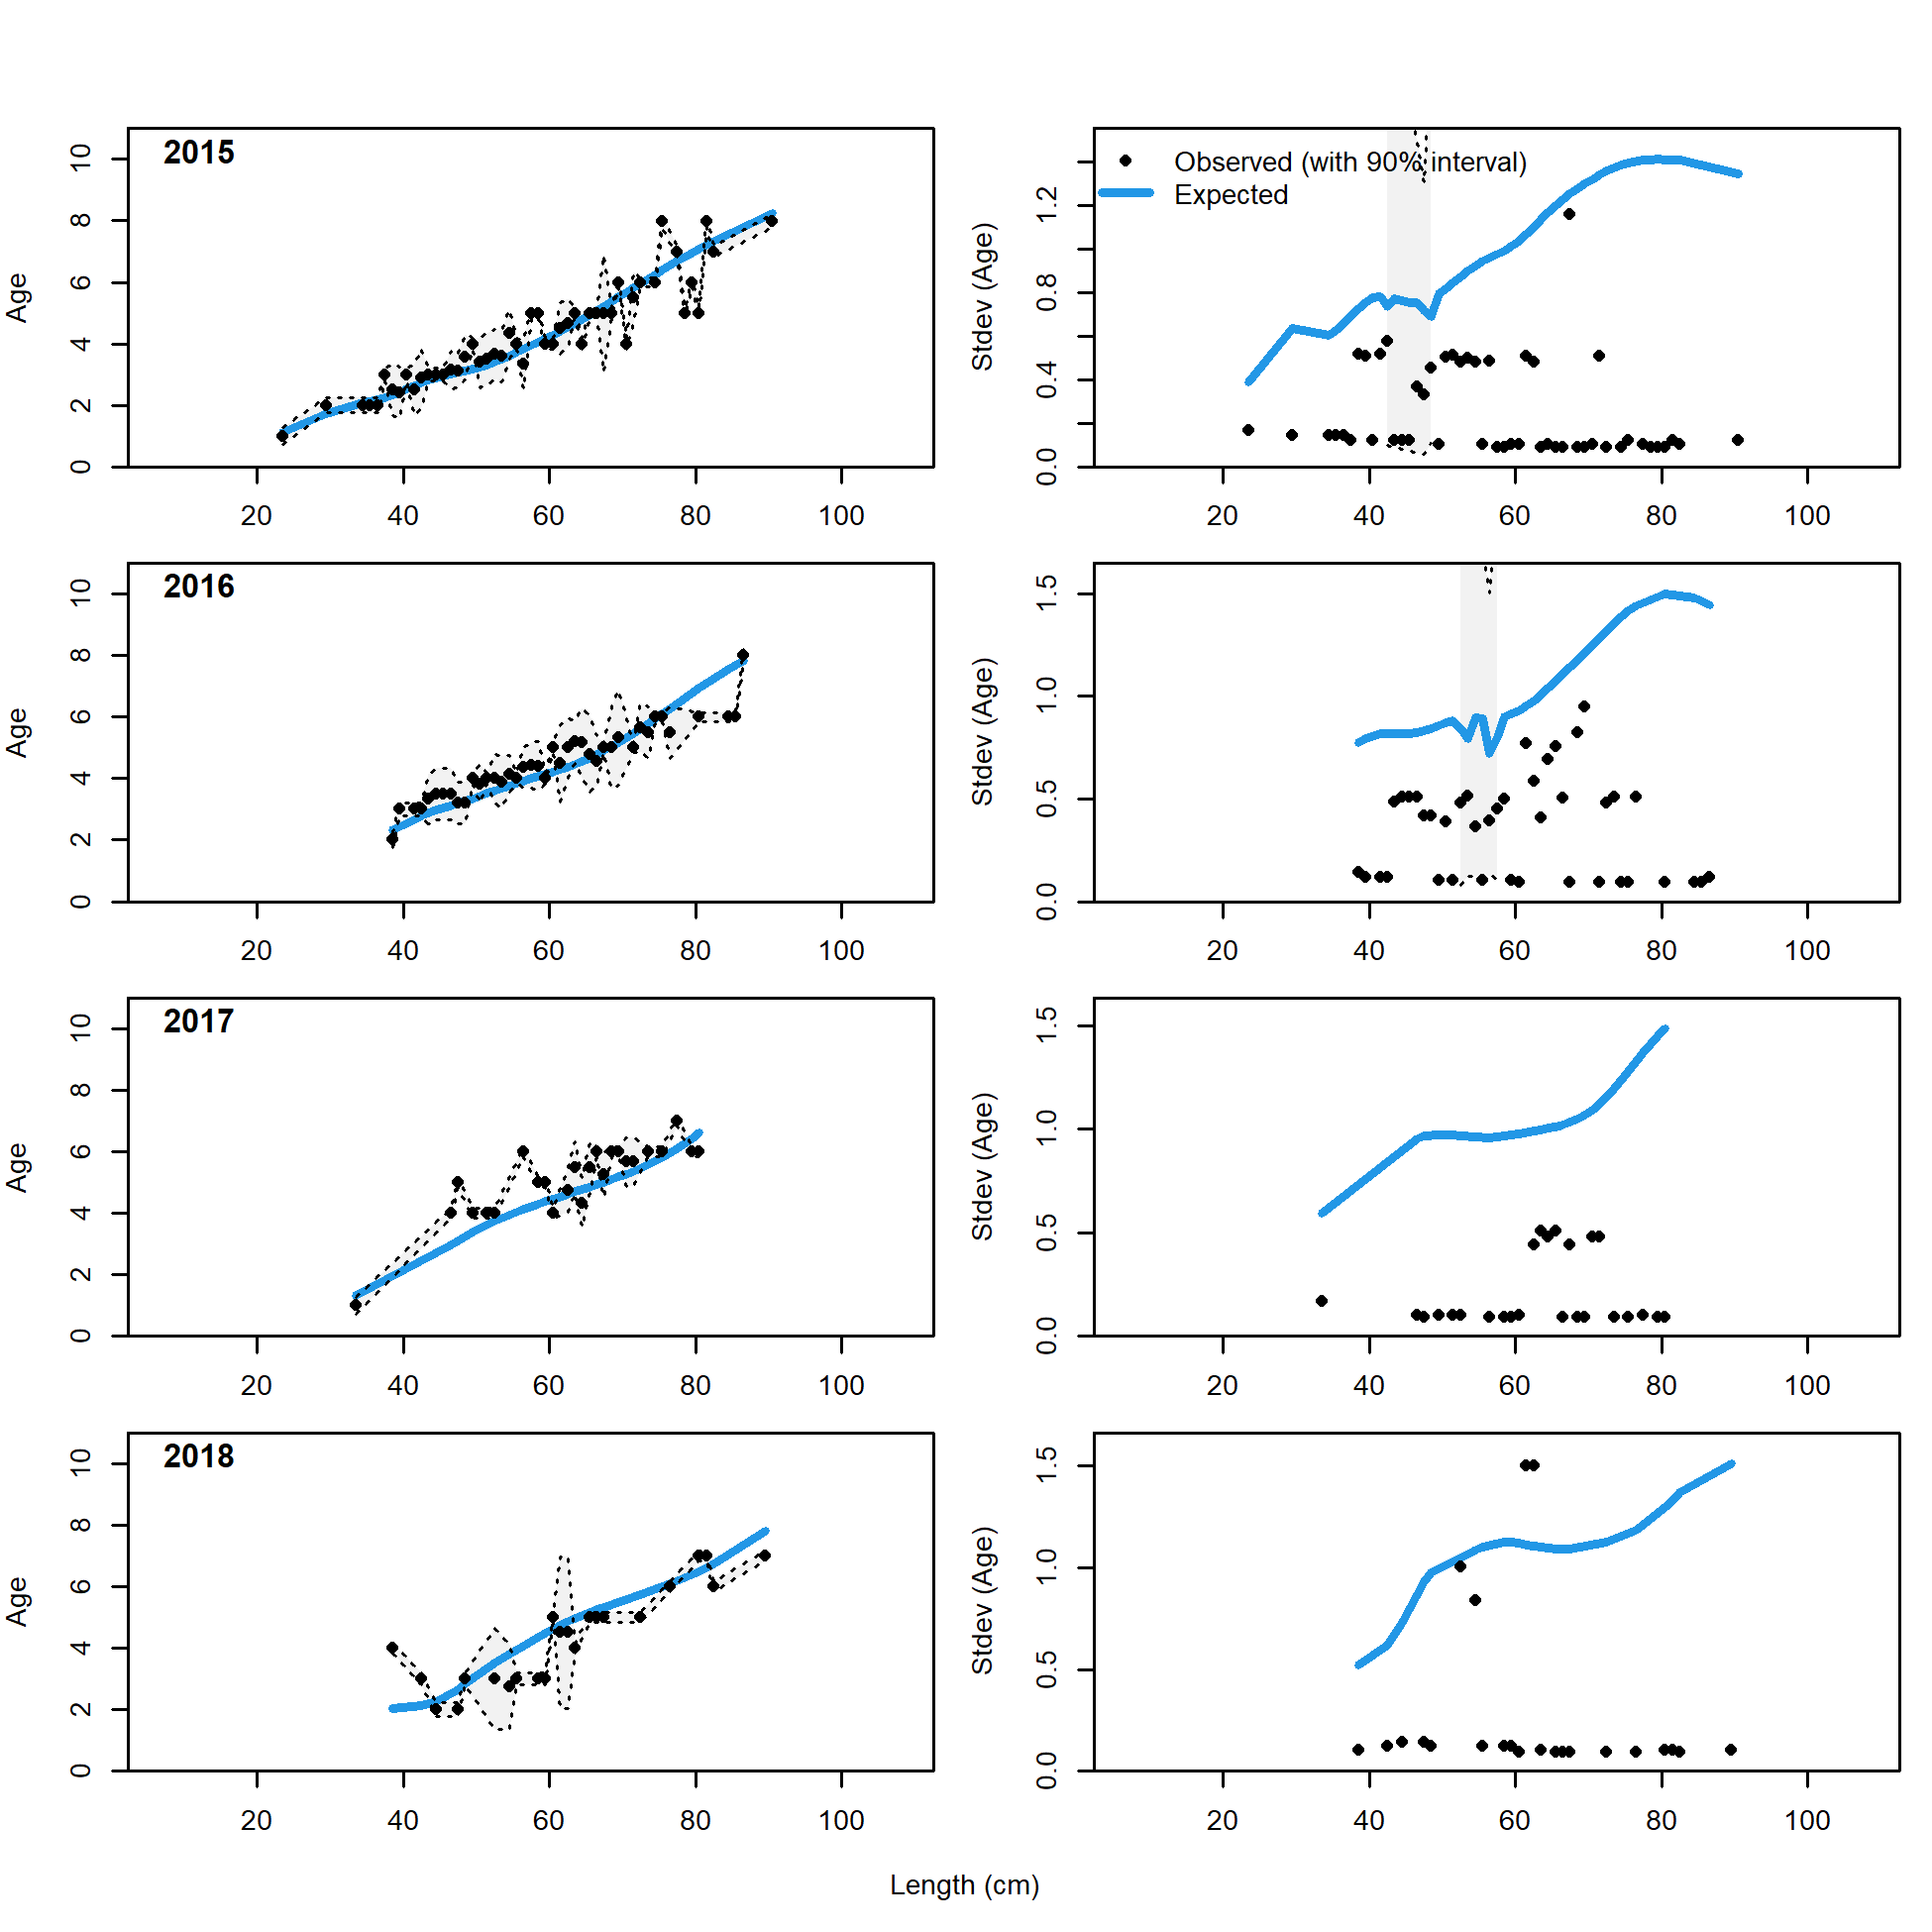 2015
Age
0 2 4 6 8 10
20 40 60 80 100
Observed (with 90% interval)
Expected
Stdev (Age)
0.0 0.4 0.8 1.2
20 40 60 80 100
2016
Age
0 2 4 6 8 10
20 40 60 80 100
Stdev (Age)
0.0 0.5 1.0 1.5
20 40 60 80 100
2017
Age
0 2 4 6 8 10
20 40 60 80 100
Stdev (Age)
0.0 0.5 1.0 1.5
20 40 60 80 100
2018
Age
0 2 4 6 8 10
20 40 60 80 100
Stdev (Age)
0.0 0.5 1.0 1.5
20 40 60 80 100
Length (cm)